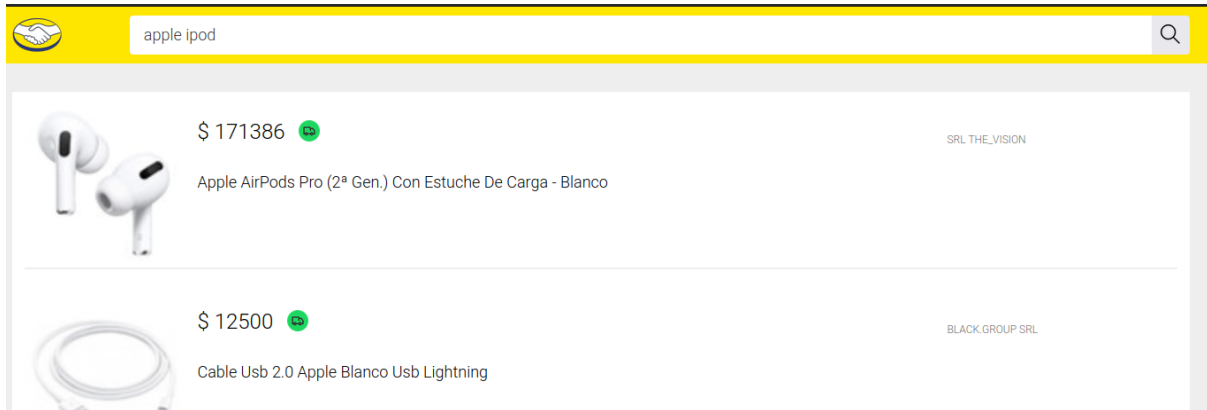 apple ipod
$ 171386
SRL THE_VISION
Apple AirPods Pro (2ª Gen.) Con Estuche De Carga - Blanco
$ 12500
BLACK.GROUP SRL
Cable Usb 2.0 Apple Blanco Usb Lightning